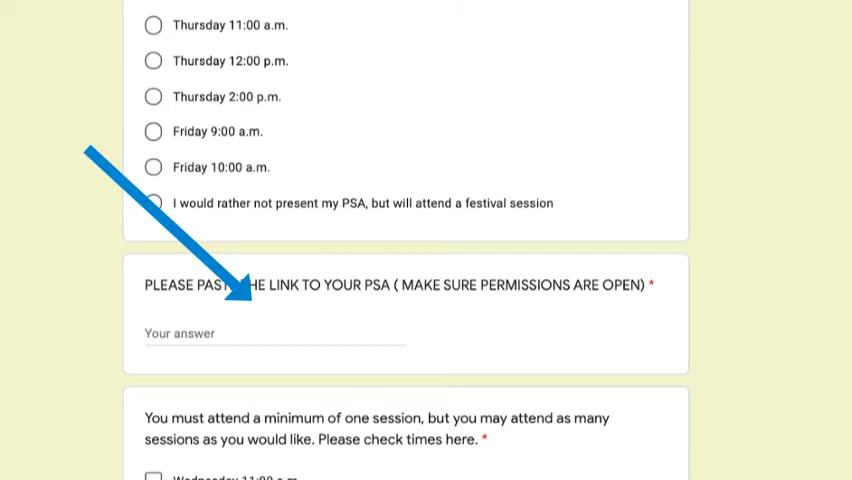 Thursday 11:00 a.m.
Thursday 12:00 p.m.
Thursday 2:00 p.m.
Friday 9:00 a.m.
Friday 10:00 a.m.
I would rather not present my PSA, but will attend a festival session
PLEASE LINK TO YOUR PSA ( MAKE SURE PERMISSIONS ARE OPEN) *
Your answer
You must attend a minimum of one session, but you may attend as many
sessions as you would like. Please check times here. *
Wednesday 11:00 a.m.